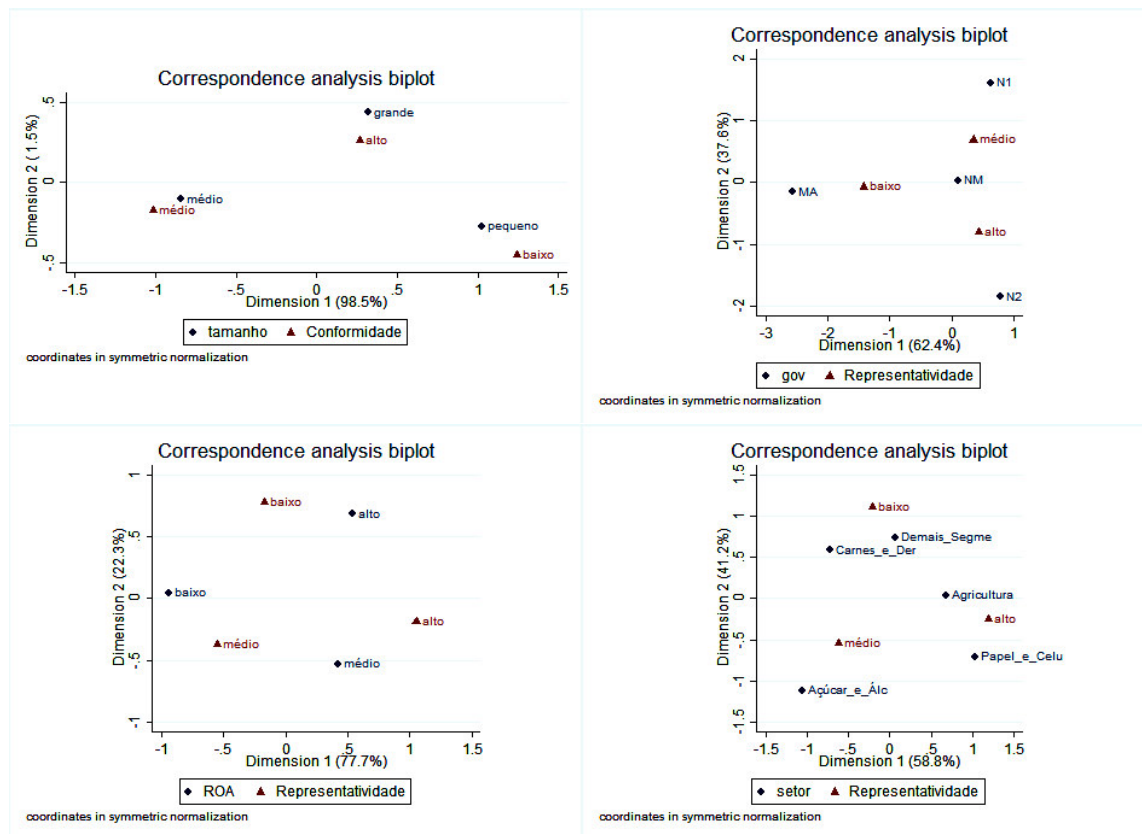 Correspondence analysis biplot
Dimension 2 ( 1.5%)
.5
0
-.5
grande
alto
médio
médio
pequeno
baixo
-1.5 -1 -.5 0 .5 1 1.5
Dimension 1 (98.5%)
tamanho Conformidade
coordinates in symmetric normalization
Correspondence analysis biplot
Dimension 2 (37.6%)
2
1
0
-1
-2
N1
médio
NM
baixo
MA
alto
N2
-3 -2 -1 0 1
Dimension 1 (62.4%)
gov Representatividade
coordinates in symmetric normalization
Correspondence analysis biplot
Dimension 2 (22.3%)
1
.5
0
-.5
-1
baixo
alto
baixo
alto
médio
médio
-1 -.5 0 .5 1 1.5
Dimension 1 (77.7%)
ROA Representatividade
coordinates in symmetric normalization
Correspondence analysis biplot
Dimension 2 (41.2%)
1.5
1
.5
0
-.5
-1
-1.5
baixo
Demais_Segme
Carnes_e_Der
Agricultura
alto
médio
Papel_e_Celu
Açúcar_e_Álc
-1.5 -1 -.5 0 .5 1 1.5
Dimension 1 (58.8%)
setor Representatividade
coordinates in symmetric normalization